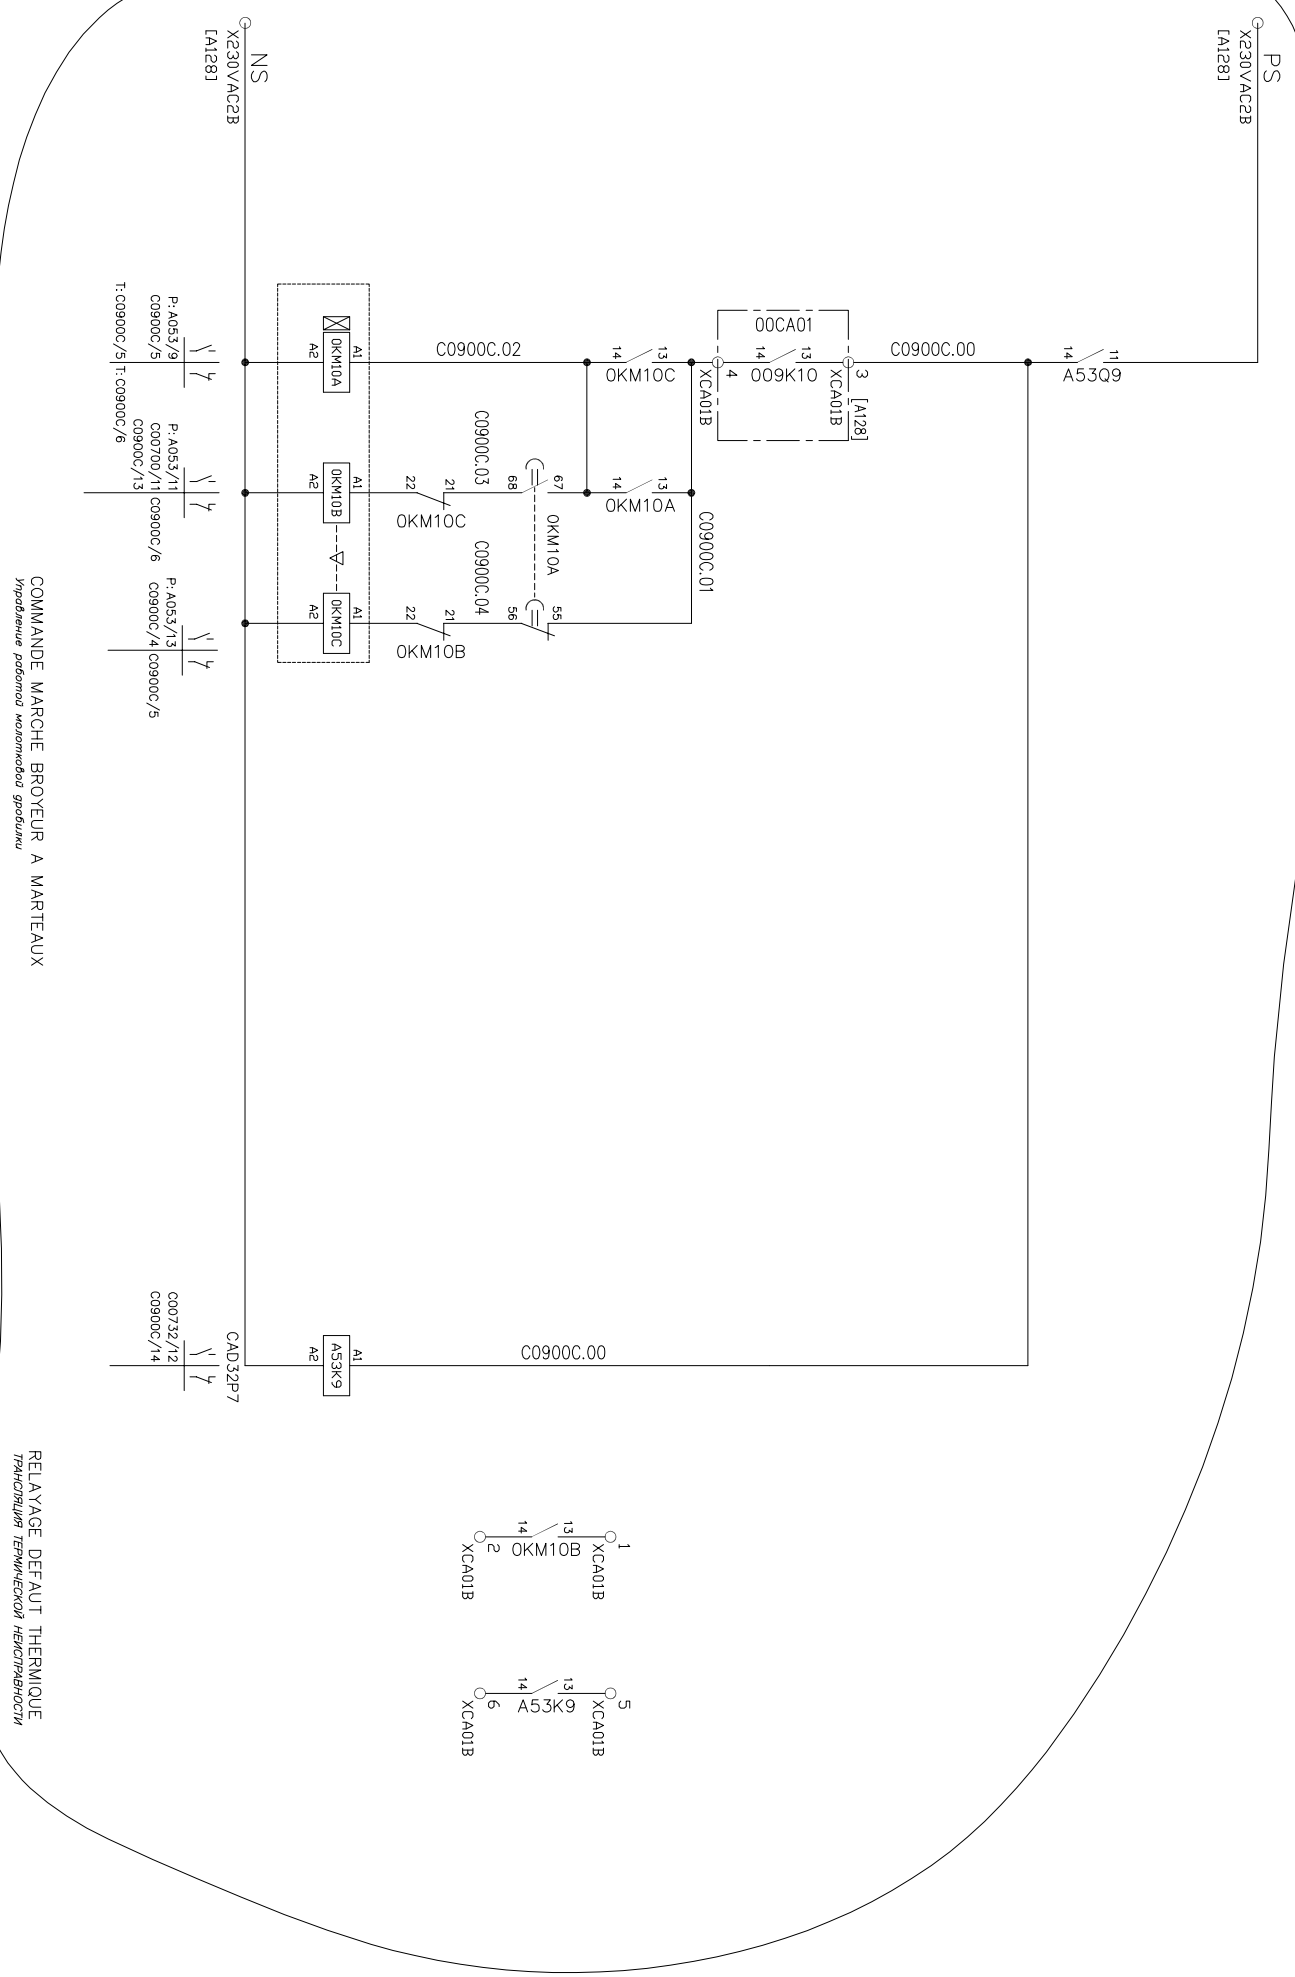 PS
X230VAC2B
[A128]
11
14
A53Q9
C0900C.00
3
XCA01B
[A128]
00CA01
13
14
009K10
4
XCA01B
C0900C.01
13
14
0KM10C
13
14
0KM10A
C0900C.02
67
68
0KM10A
55
56
C0900C.03
C0900C.04
21
22
0KM10C
21
22
0KM10B
A1
0KM10A
A2
A1
0KM10B
A2
A1
0KM10C
A2
C0900C.00
A1
A53K9
A2
1
XCA01B
13
14
0KM10B
2
XCA01B
5
XCA01B
13
14
A53K9
6
XCA01B
NS
X230VAC2B
[A128]
CAD32P7
P:A053/9
C0900C/5
T:C0900C/5 T:C0900C/6
P:A053/11
C00700/11 C0900C/6
C0900C/13
P:A053/13
C0900C/4 C0900C/5
C00732/12
C0900C/14
COMMANDE MARCHE BROYEUR A MARTEAUX
Управление работой молотковой дробилки
RELAYAGE DEFAUT THERMIQUE
ТРАНСЛЯЦИЯ ТЕРМИЧЕСКОЙ НЕИСПРАВНОСТИ